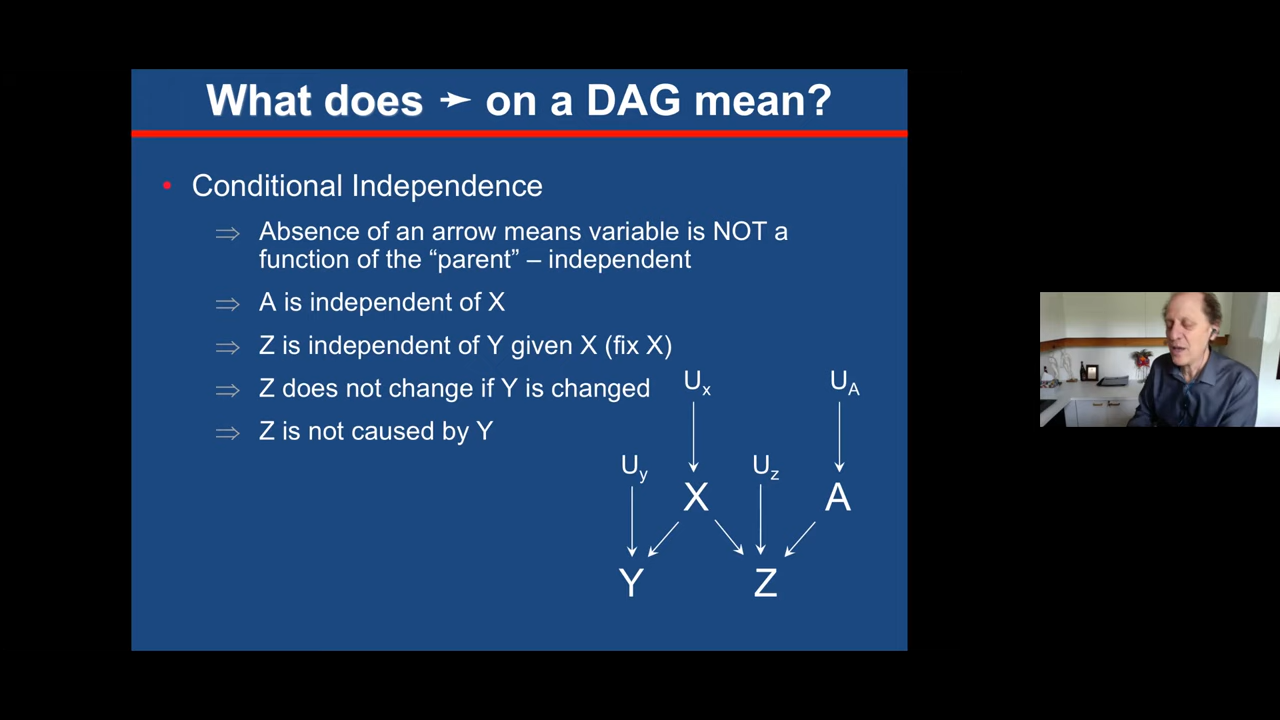 What does ➛ on a DAG mean?
• Conditional Independence
⇒ Absence of an arrow means variable is NOT a
function of the “parent” – independent
⇒ A is independent of X
⇒ Z is independent of Y given X (fix X)
⇒ Z does not change if Y is changed
⇒ Z is not caused by Y
Ux UA
Uy Uz
X A
Y Z